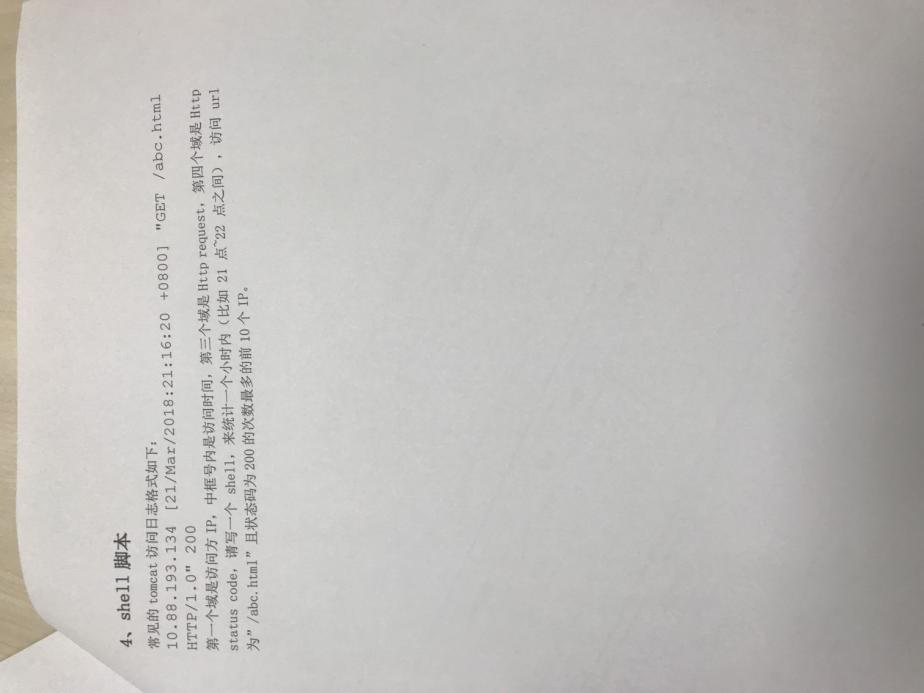 4、shell 脚本
常见的 tomcat 访问日志格式如下：
10.88.193.134 [21/Mar/2018:21:16:20 +0800] "GET /abc.html
HTTP/1.0" 200
第一个域是访问方 IP，中框号内是访问时间，第三个域是 Http request，第四个域是 Http
status code，请写一个 shell，来统计一个小时内（比如 21 点~22 点之间），访问 url
为”/abc.html”且状态码为 200 的次数最多的前 10 个 IP。